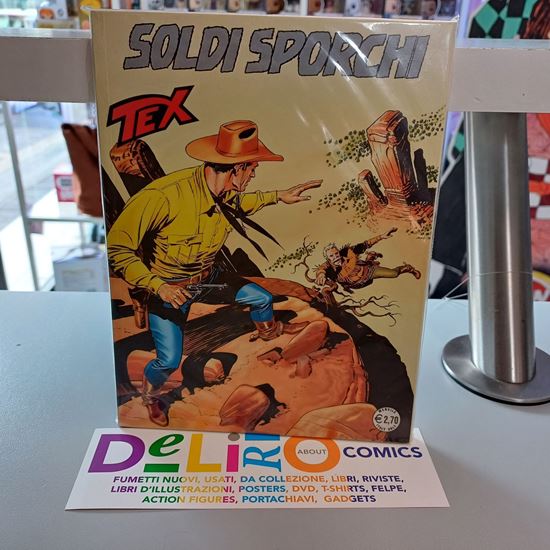 SOLDI SPORCHI
TEX
MENSILE
€ 2,70
DeLiRiO ABOUT COMICS
FUMETTI NUOVI, USATI, DA COLLEZIONE, LIBRI, RIVISTE,
LIBRI D'ILLUSTRAZIONI, POSTERS, DVD, T-SHIRTS, FELPE,
ACTION FIGURES, PORTACHIAVI, GADGETS